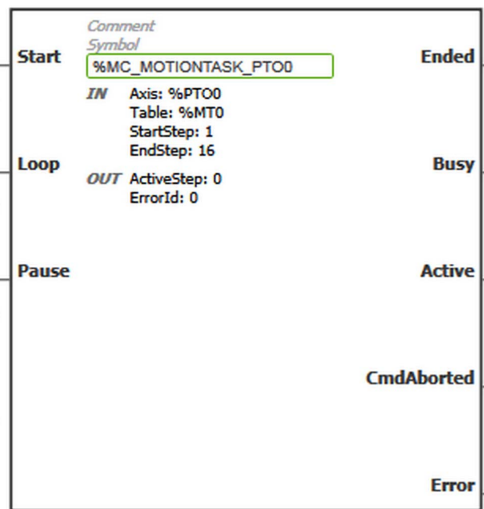 Comment
Symbol
Start
%MC_MOTIONTASK_PTO0
Ended
IN Axis: %PTO0
Table: %MT0
StartStep: 1
EndStep: 16
Loop
Busy
OUT ActiveStep: 0
ErrorId: 0
Pause
Active
CmdAborted
Error